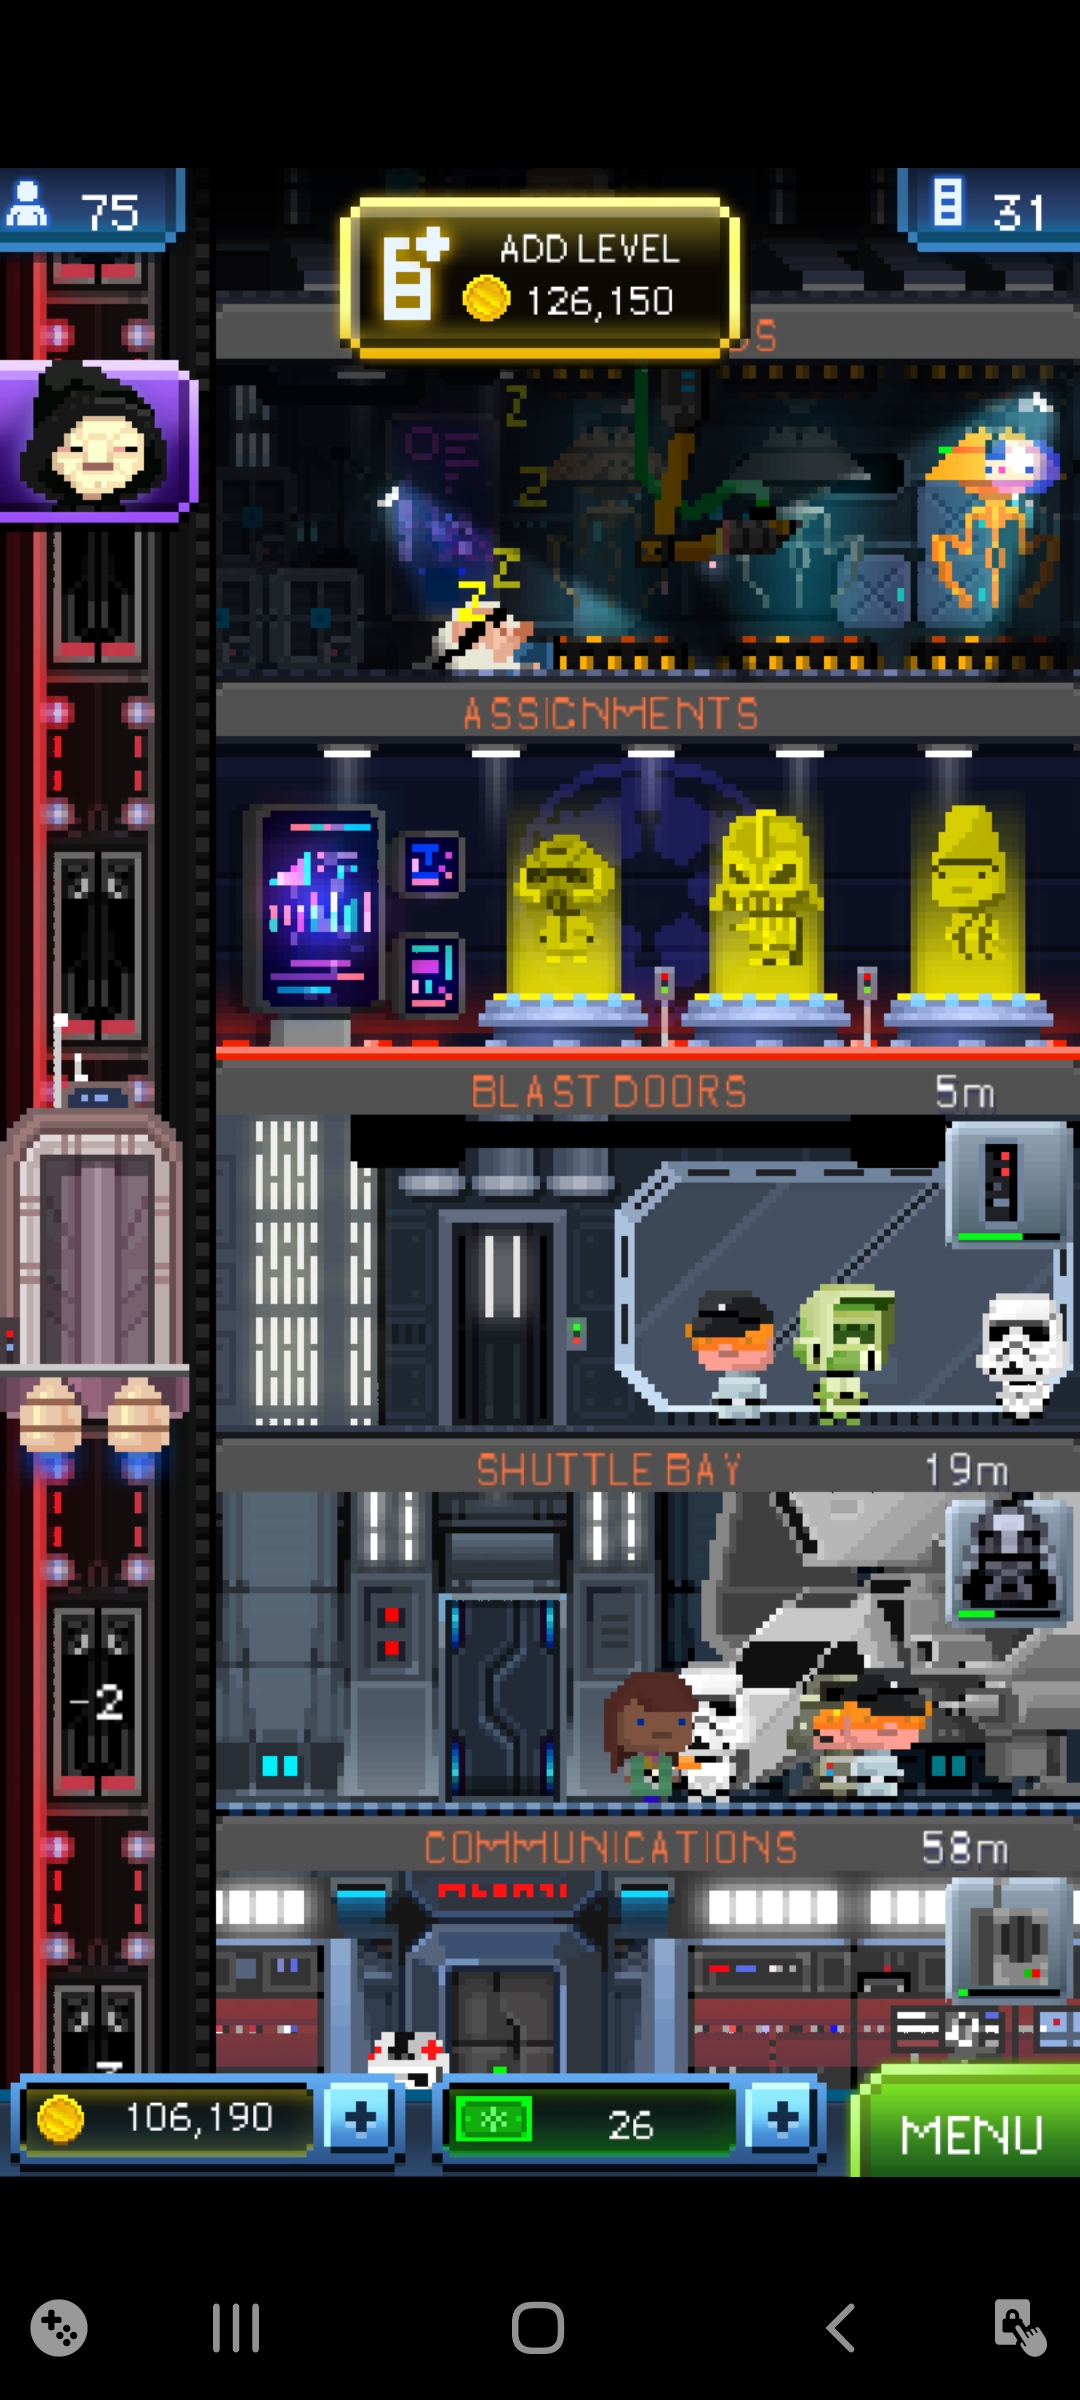 75
ADD LEVEL
126,150
31
DS
Z
Z
Z
Z
ASSIGNMENTS
BLAST DOORS 5m
SHUTTLE BAY 19m
-2
COMMUNICATIONS 58m
106,190
+
26
+
MENU